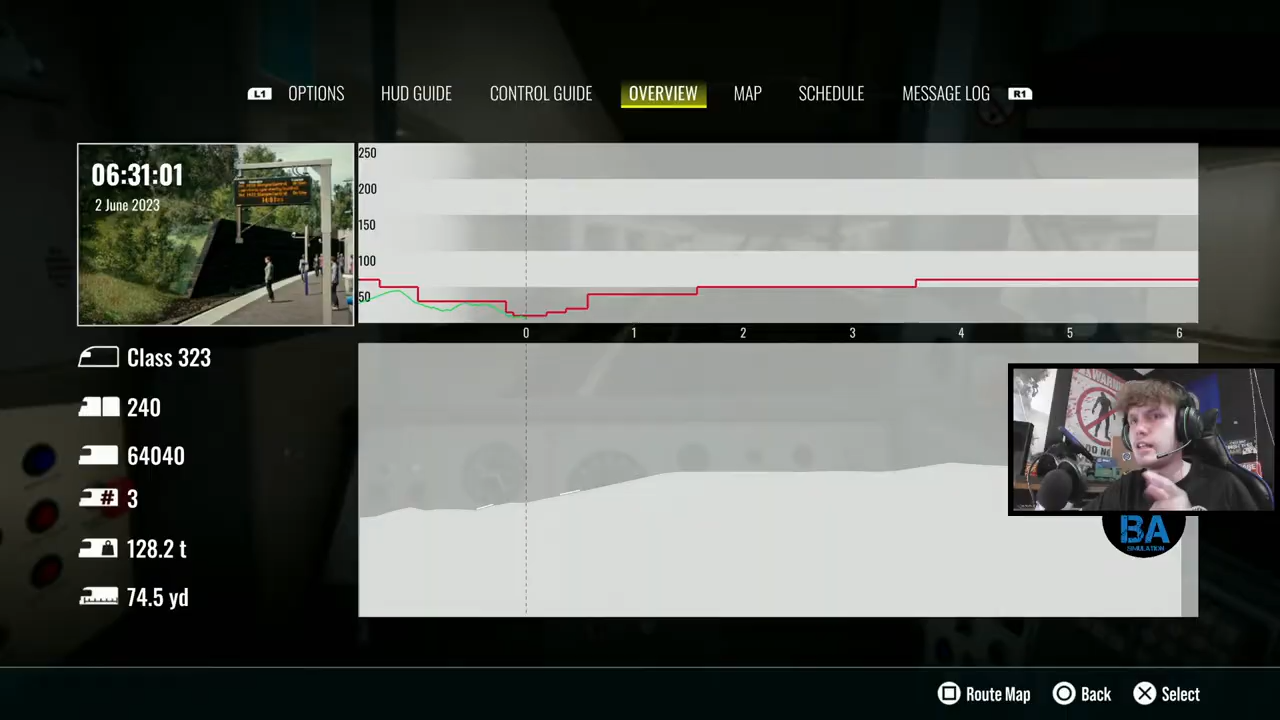 L1 OPTIONS HUD GUIDE CONTROL GUIDE OVERVIEW MAP SCHEDULE MESSAGE LOG R1
06:31:01
2 June 2023
250
200
150
100
50
0 1 2 3 4 5 6
Class 323
240
64040
# 3
128.2 t
74.5 yd
BA
SIMULATION
Route Map Back Select